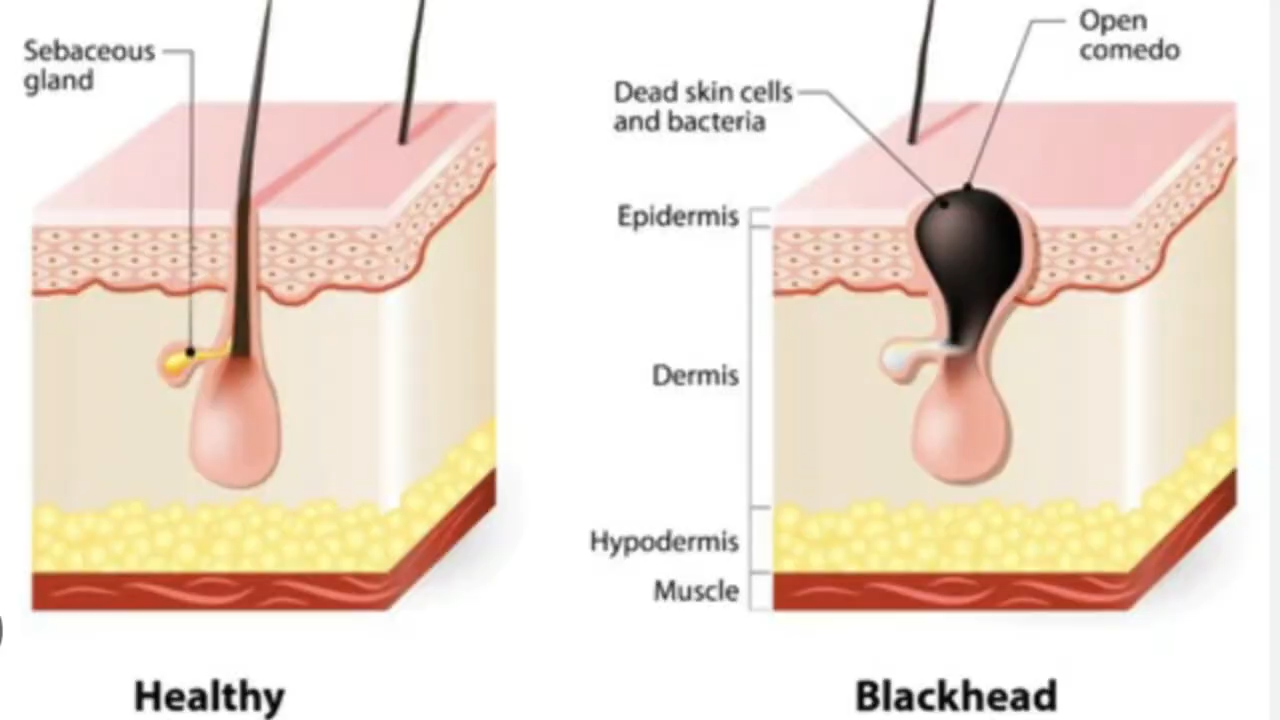 Sebaceous
gland
Healthy
Open
comedo
Dead skin cells
and bacteria
Epidermis
Dermis
Hypodermis
Muscle
Blackhead